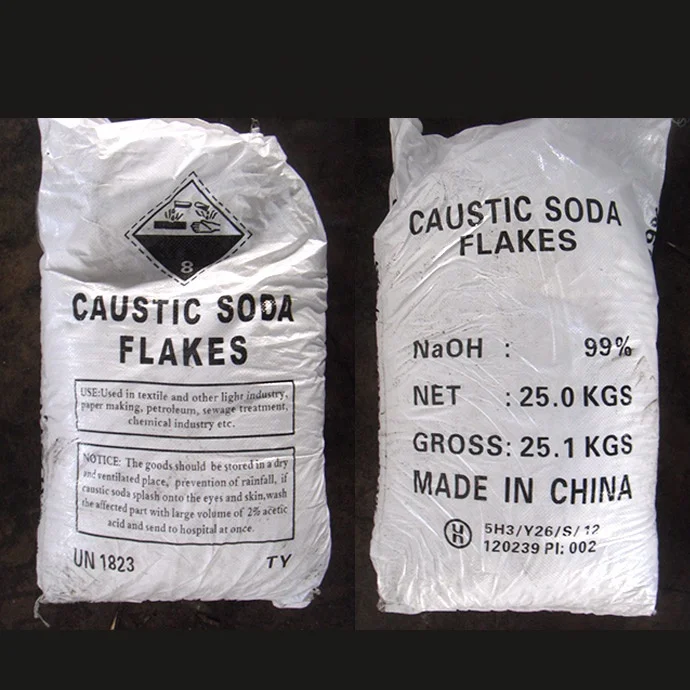 8
CAUSTIC SODA
FLAKES
USE:Used in textile and other light industry,
paper making, petroleum, sewage treatment,
chemical industry etc.
NOTICE: The goods should be stored in a dry
and ventilated place, prevention of rainfall, if
caustic soda splash onto the eyes and skin,wash
the affected part with large volume of 2% acetic
acid and send to hospital at once.
UN 1823
TY
CAUSTIC SODA
FLAKES
NaOH : 99%
NET : 25.0 KGS
GROSS: 25.1 KGS
MADE IN CHINA
UN
5H3/Y26/S/12
120239 PI: 002